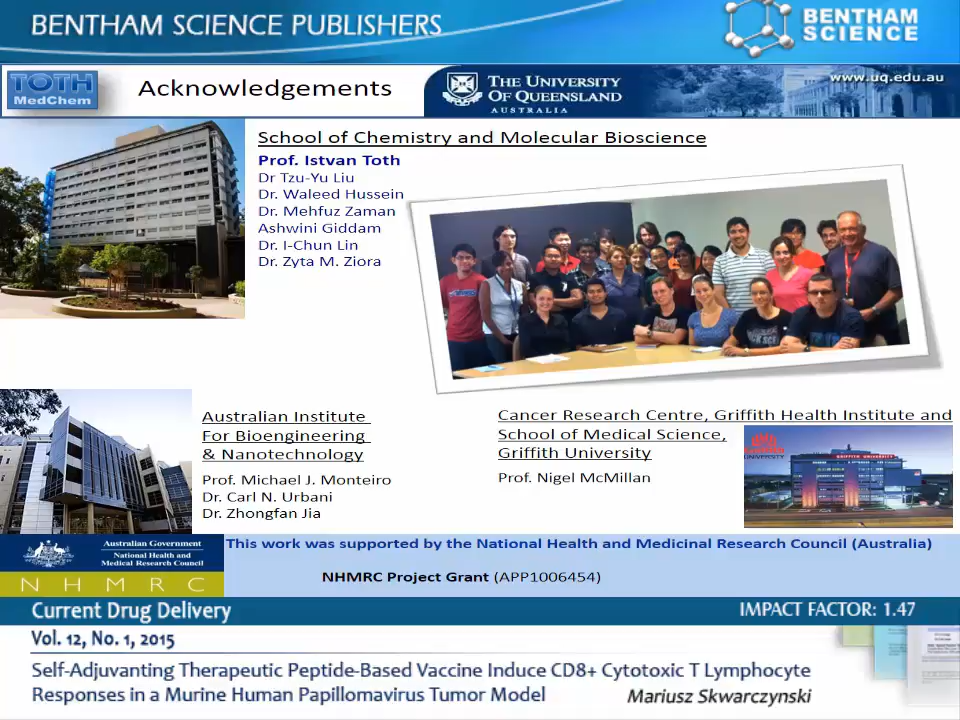 BENTHAM SCIENCE PUBLISHERS
BENTHAM
SCIENCE
TOTH
MedChem
Acknowledgements
THE UNIVERSITY
OF QUEENSLAND
AUSTRALIA
www.uq.edu.au
School of Chemistry and Molecular Bioscience
Prof. Istvan Toth
Dr Tzu-Yu Liu
Dr. Waleed Hussein
Dr. Mehfuz Zaman
Ashwini Giddam
Dr. I-Chun Lin
Dr. Zyta M. Ziora
Australian Institute
For Bioengineering
& Nanotechnology
Prof. Michael J. Monteiro
Dr. Carl N. Urbani
Dr. Zhongfan Jia
Cancer Research Centre, Griffith Health Institute and
School of Medical Science,
Griffith University
Prof. Nigel McMillan
GRIFFITH UNIVERSITY
Australian Government
National Health and
Medical Research Council
NHMRC
This work was supported by the National Health and Medicinal Research Council (Australia)
NHMRC Project Grant (APP1006454)
Current Drug Delivery
IMPACT FACTOR: 1.47
Vol. 12, No. 1, 2015
Self-Adjuvanting Therapeutic Peptide-Based Vaccine Induce CD8+ Cytotoxic T Lymphocyte
Responses in a Murine Human Papillomavirus Tumor Model
Mariusz Skwarczynski